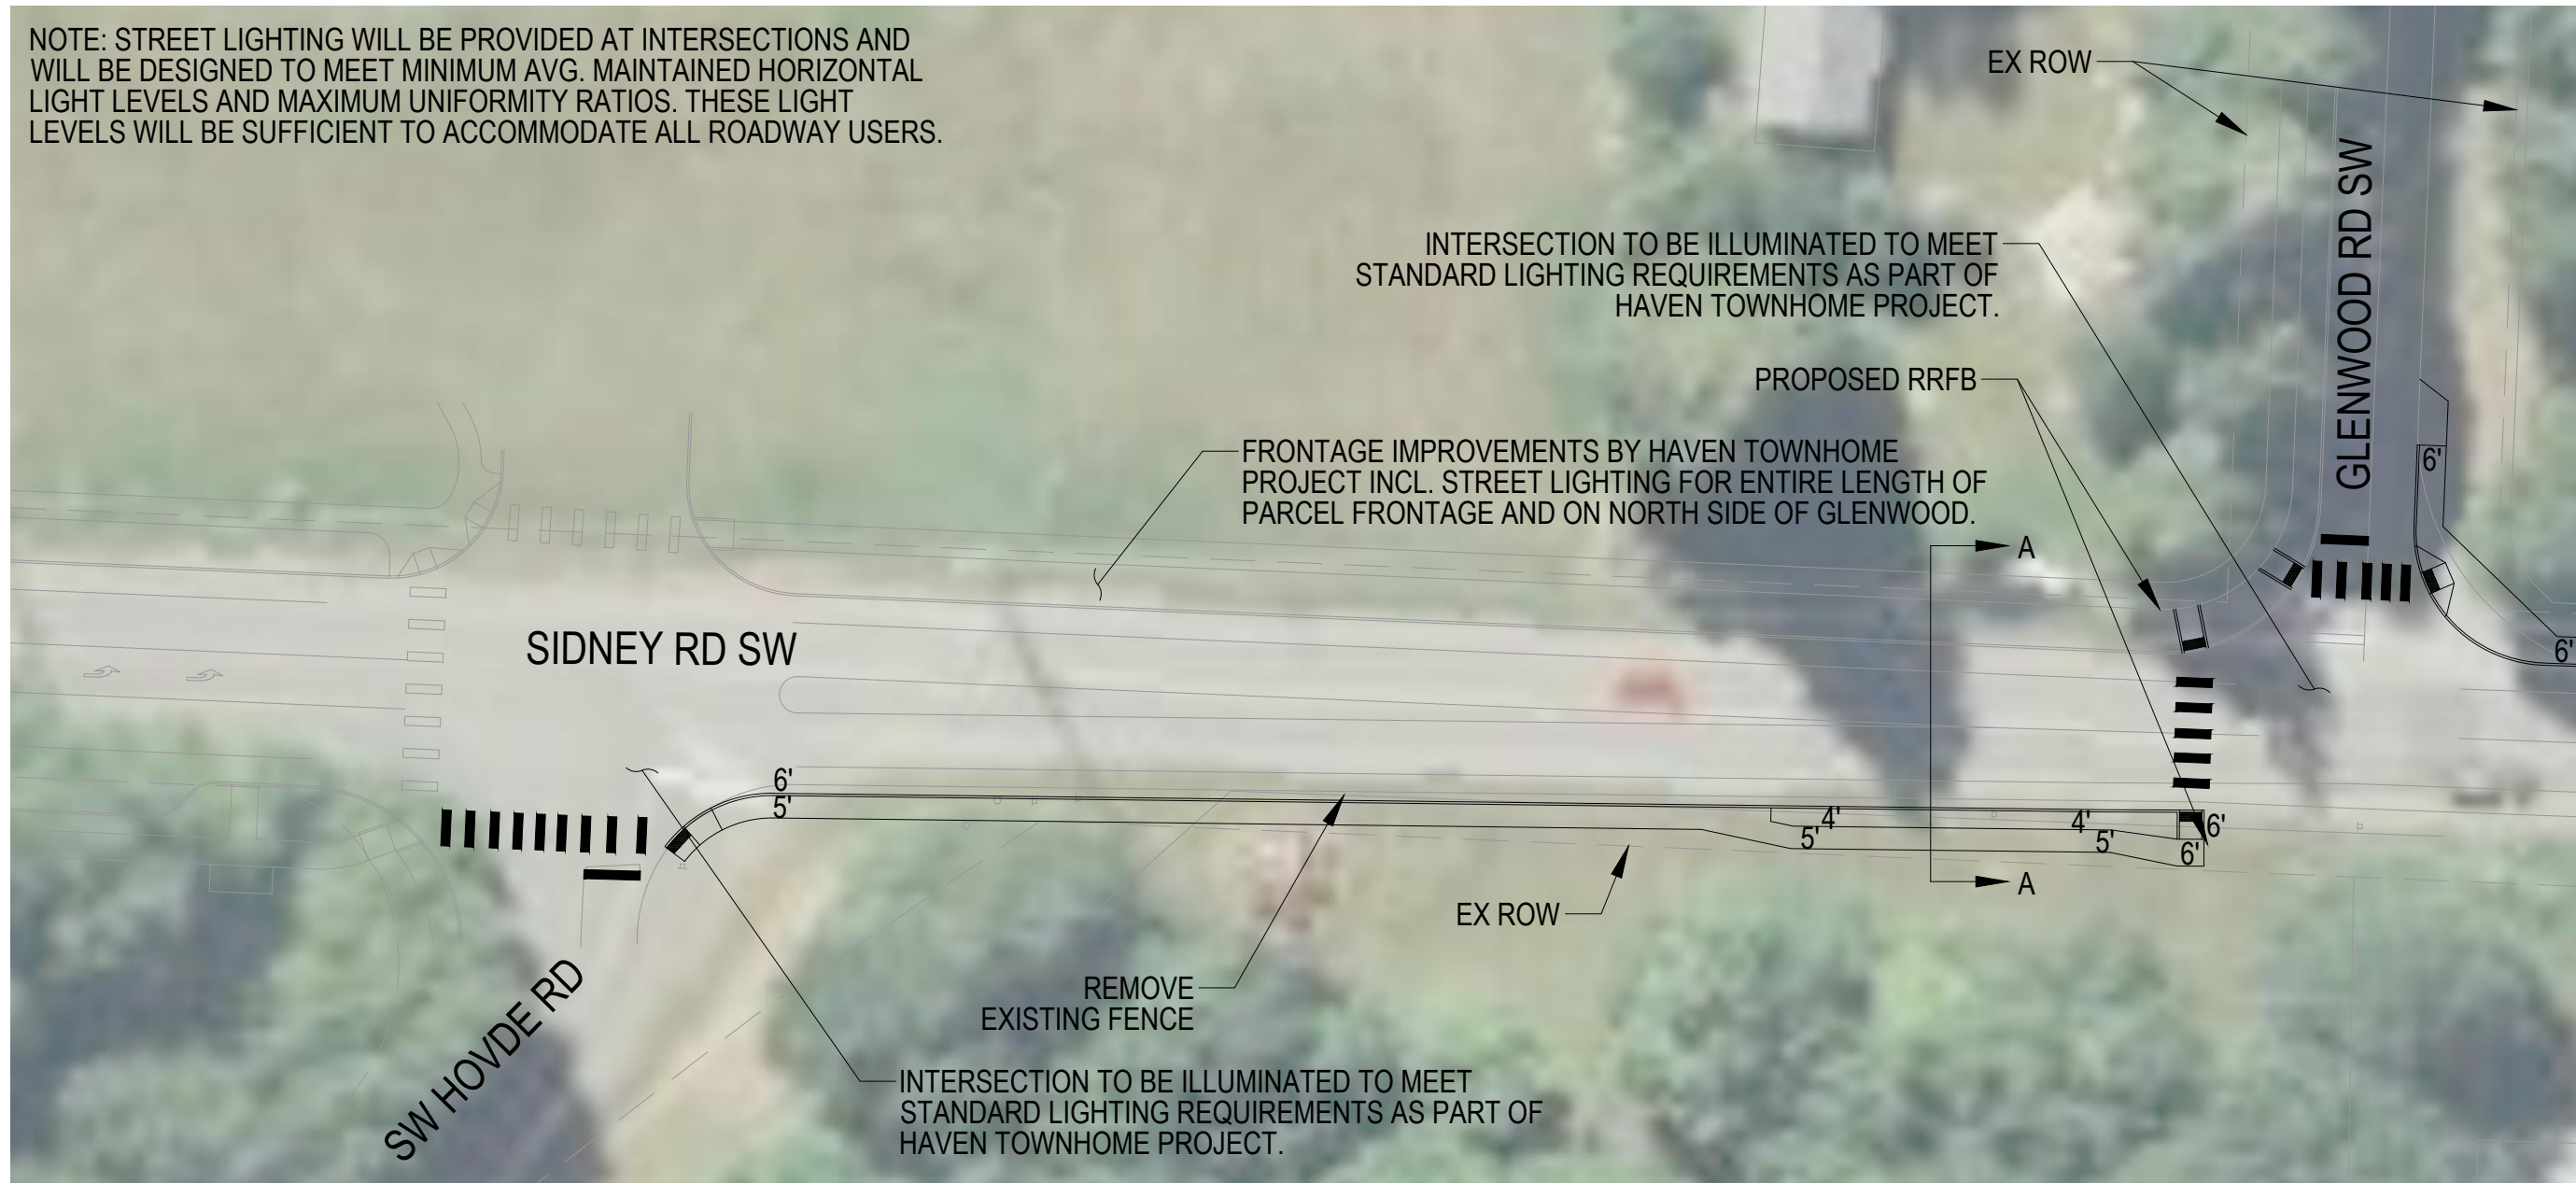 NOTE: STREET LIGHTING WILL BE PROVIDED AT INTERSECTIONS AND
WILL BE DESIGNED TO MEET MINIMUM AVG. MAINTAINED HORIZONTAL
LIGHT LEVELS AND MAXIMUM UNIFORMITY RATIOS. THESE LIGHT
LEVELS WILL BE SUFFICIENT TO ACCOMMODATE ALL ROADWAY USERS.
EX ROW
GLENWOOD RD SW
INTERSECTION TO BE ILLUMINATED TO MEET
STANDARD LIGHTING REQUIREMENTS AS PART OF
HAVEN TOWNHOME PROJECT.
PROPOSED RRFB
FRONTAGE IMPROVEMENTS BY HAVEN TOWNHOME
PROJECT INCL. STREET LIGHTING FOR ENTIRE LENGTH OF
PARCEL FRONTAGE AND ON NORTH SIDE OF GLENWOOD.
6'
A
SIDNEY RD SW
6'
6'
5'
4'
5'
4'
5'
6'
6'
A
EX ROW
REMOVE
EXISTING FENCE
SW HOVDE RD
INTERSECTION TO BE ILLUMINATED TO MEET
STANDARD LIGHTING REQUIREMENTS AS PART OF
HAVEN TOWNHOME PROJECT.